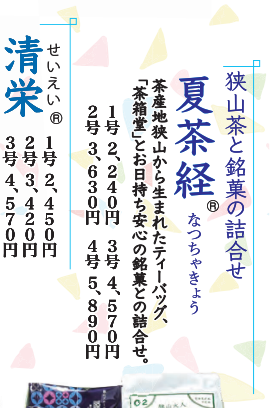 狭山茶と銘菓の詰合せ
夏茶経®
なつちゃきょう
茶産地狭山から生まれたティーバッグ、
「茶箱堂」とお日持ち安心の銘菓との詰合せ。
1号 2,240円 3号 4,570円
2号 3,630円 4号 5,890円
せいえい
清栄®
1号 2,450円
2号 3,420円
3号 4,570円
02
狭山火人